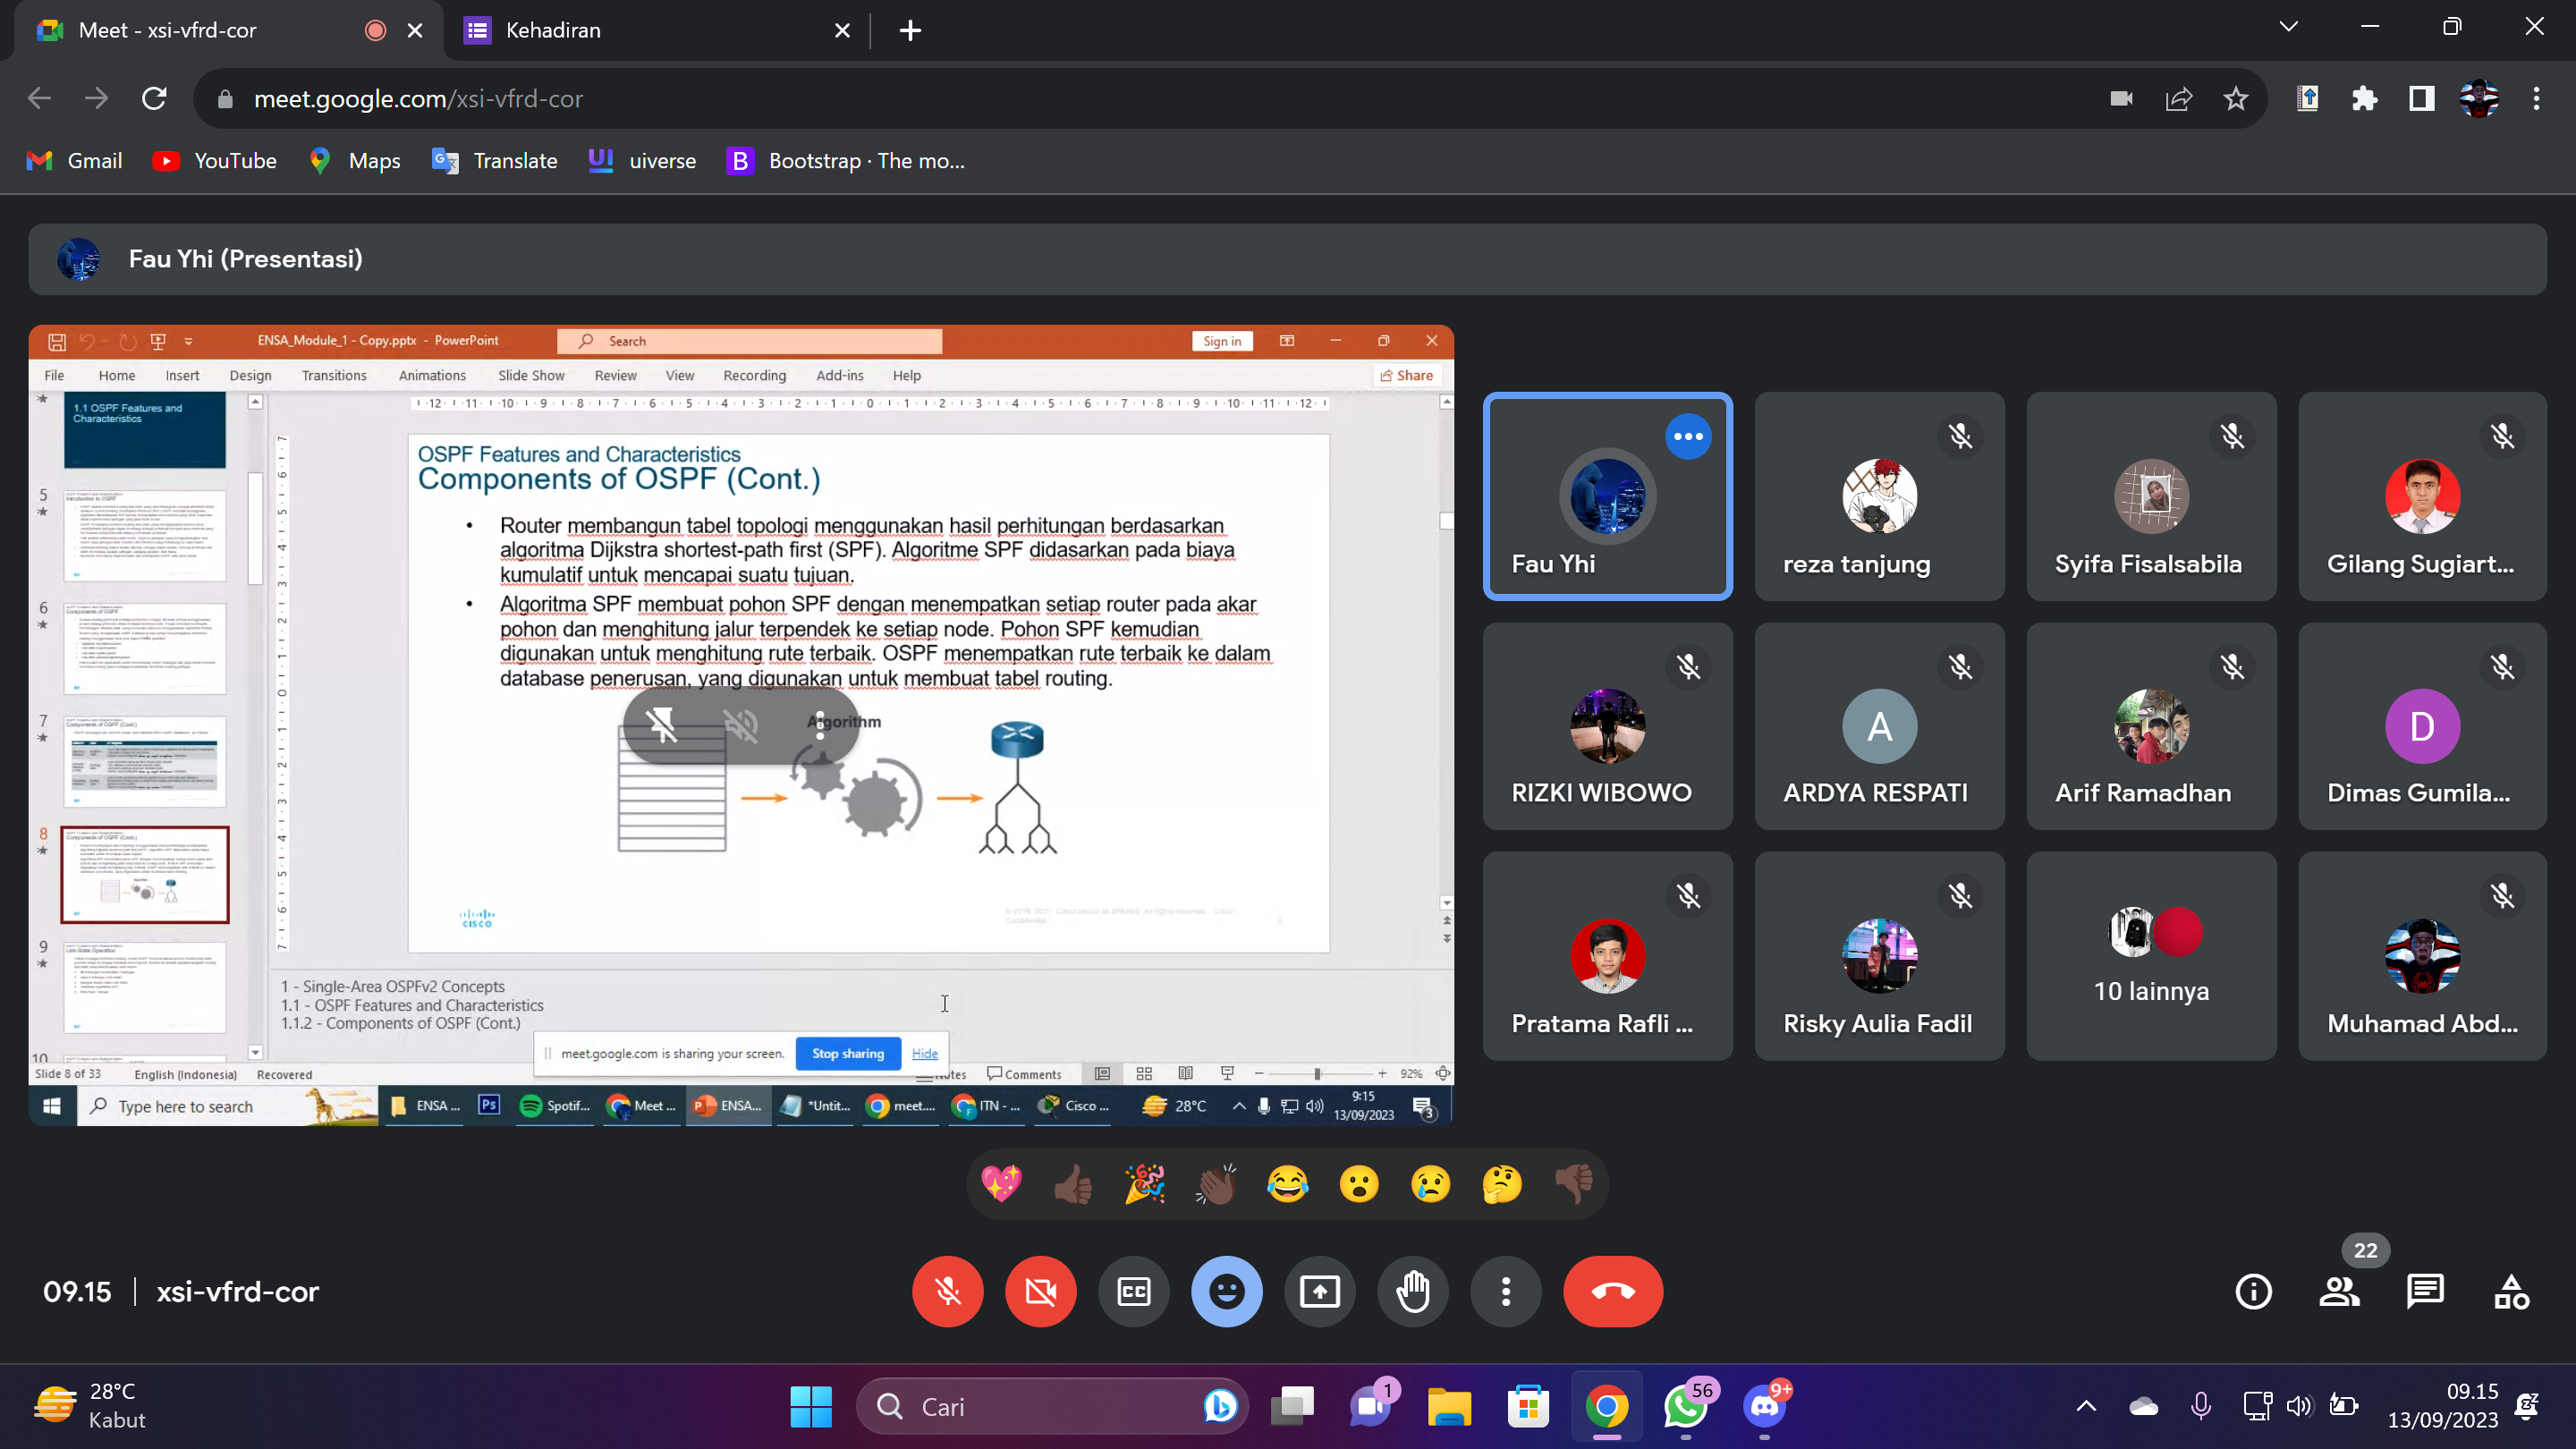 Meet - xsi-vfrd-cor
Kehadiran
meet.google.com/xsi-vfrd-cor
Gmail
YouTube
Maps
Translate
uiverse
Bootstrap · The mo...
Fau Yhi (Presentasi)
ENSA_Module_1 - Copy.pptx - PowerPoint
Search
Sign in
File
Home
Insert
Design
Transitions
Animations
Slide Show
Review
View
Recording
Add-ins
Help
Share
1.1 OSPF Features and
Characteristics
5
6
7
8
9
10
OSPF Features and Characteristics
Components of OSPF (Cont.)
• Router membangun tabel topologi menggunakan hasil perhitungan berdasarkan
algoritma Dijkstra shortest-path first (SPF). Algoritme SPF didasarkan pada biaya
kumulatif untuk mencapai suatu tujuan.
• Algoritma SPF membuat pohon SPF dengan menempatkan setiap router pada akar
pohon dan menghitung jalur terpendek ke setiap node. Pohon SPF kemudian
digunakan untuk menghitung rute terbaik. OSPF menempatkan rute terbaik ke dalam
database penerusan, yang digunakan untuk membuat tabel routing.
Algorithm
CISCO
1 - Single-Area OSPFv2 Concepts
1.1 - OSPF Features and Characteristics
1.1.2 - Components of OSPF (Cont.)
meet.google.com is sharing your screen.
Stop sharing
Hide
Slide 8 of 33
English (Indonesia)
Recovered
Comments
92%
Type here to search
ENSA ...
Ps
Spotif...
Meet ...
ENSA...
*Untit...
meet....
ITN - ...
Cisco ...
28°C
9:15
13/09/2023
3
Fau Yhi
reza tanjung
Syifa Fisalsabila
Gilang Sugiart...
RIZKI WIBOWO
A
ARDYA RESPATI
Arif Ramadhan
D
Dimas Gumila...
Pratama Rafli ...
Risky Aulia Fadil
10 lainnya
Muhamad Abd...
09.15
xsi-vfrd-cor
CC
22
28°C
Kabut
Cari
1
56
9+
09.15
13/09/2023